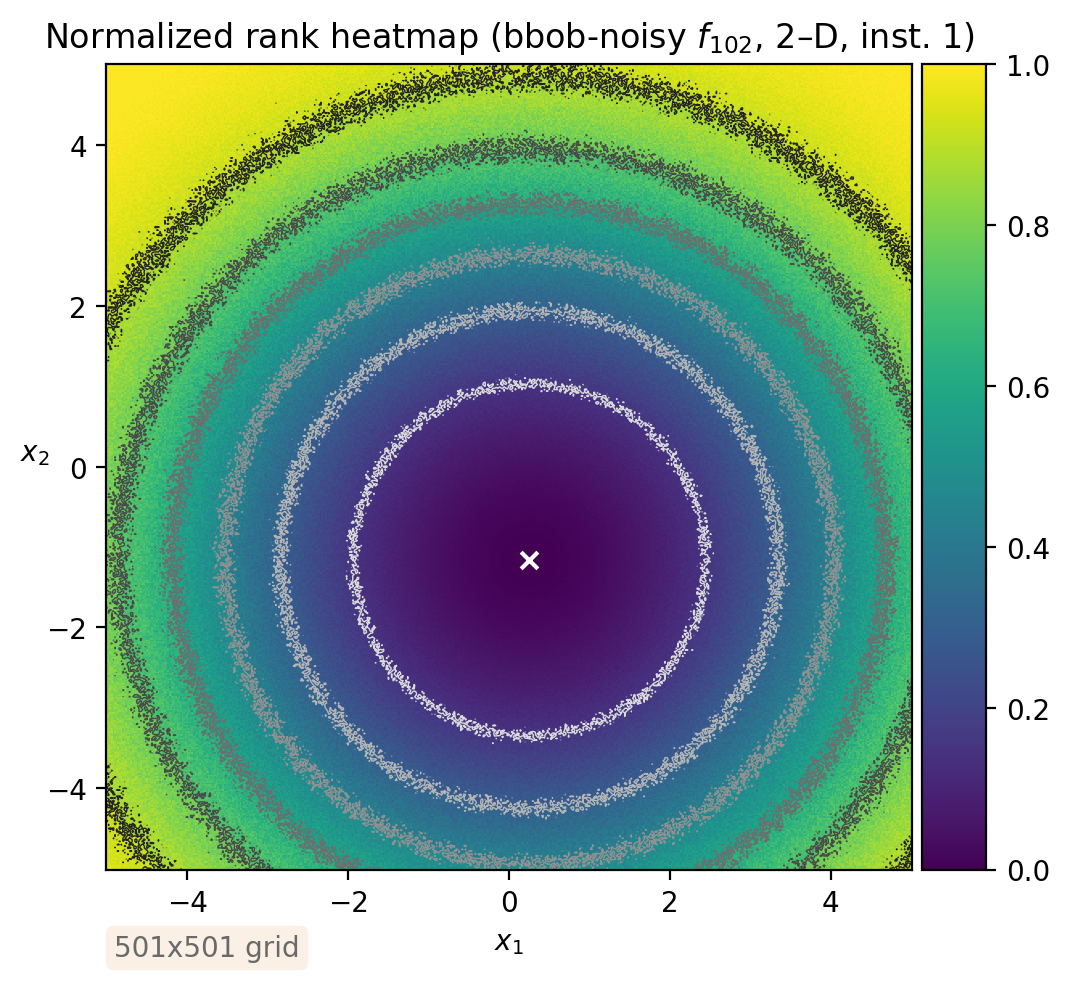 Normalized rank heatmap (bbob-noisy f102, 2–D, inst. 1)
1.0
0.8
0.6
0.4
0.2
0.0
4
2
0
−2
−4
x2
−4 −2 0 2 4
x1
501x501 grid